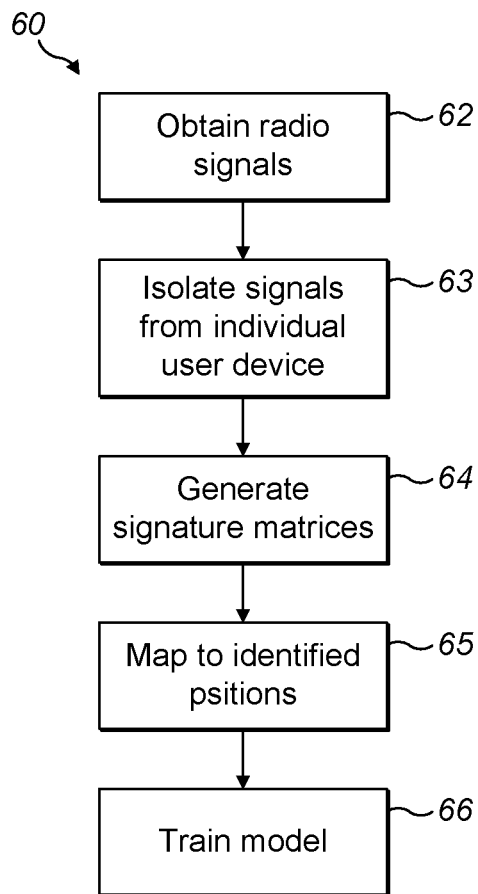 60
Obtain radio
signals
62
Isolate signals
from individual
user device
63
Generate
signature matrices
64
Map to identified
psitions
65
Train model
66